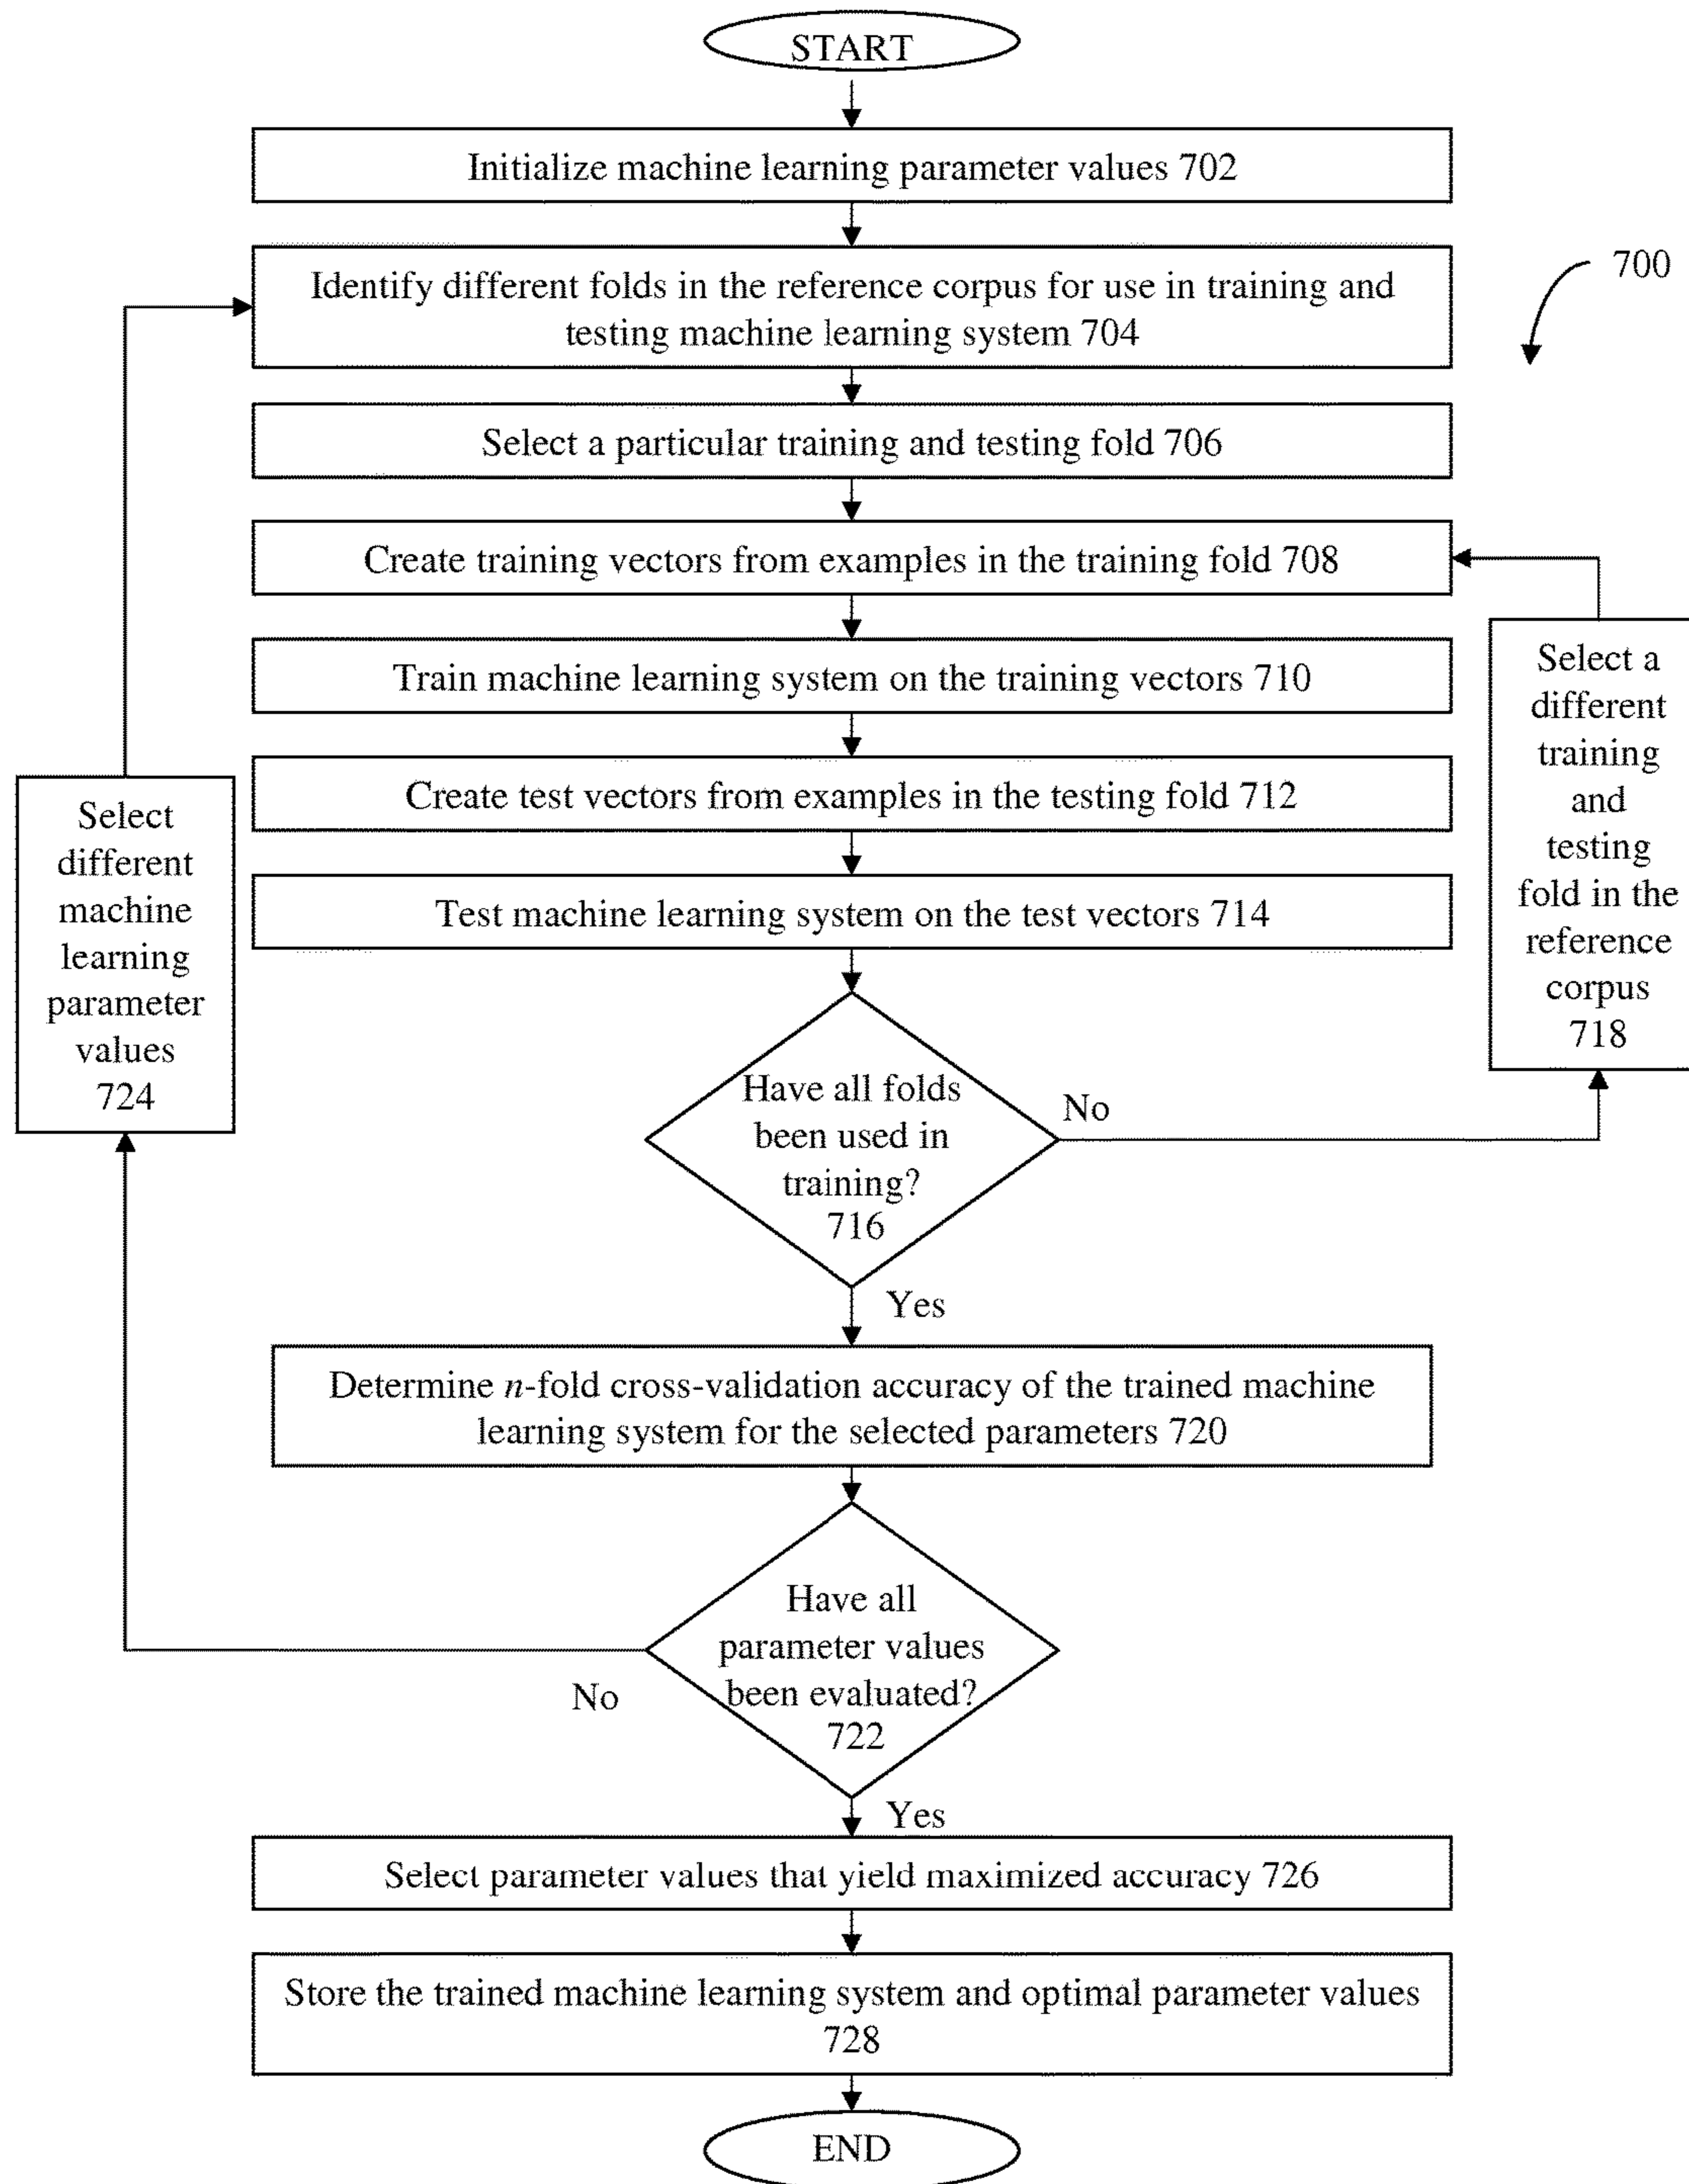 START
Initialize machine learning parameter values 702
Identify different folds in the reference corpus for use in training and
testing machine learning system 704
700
Select a particular training and testing fold 706
Create training vectors from examples in the training fold 708
Train machine learning system on the training vectors 710
Create test vectors from examples in the testing fold 712
Test machine learning system on the test vectors 714
Select a
different
training
and
testing
fold in the
reference
corpus
718
Select
different
machine
learning
parameter
values
724
Have all folds
been used in
training?
716
No
Yes
Determine n-fold cross-validation accuracy of the trained machine
learning system for the selected parameters 720
Have all
parameter values
been evaluated?
722
No
Yes
Select parameter values that yield maximized accuracy 726
Store the trained machine learning system and optimal parameter values
728
END